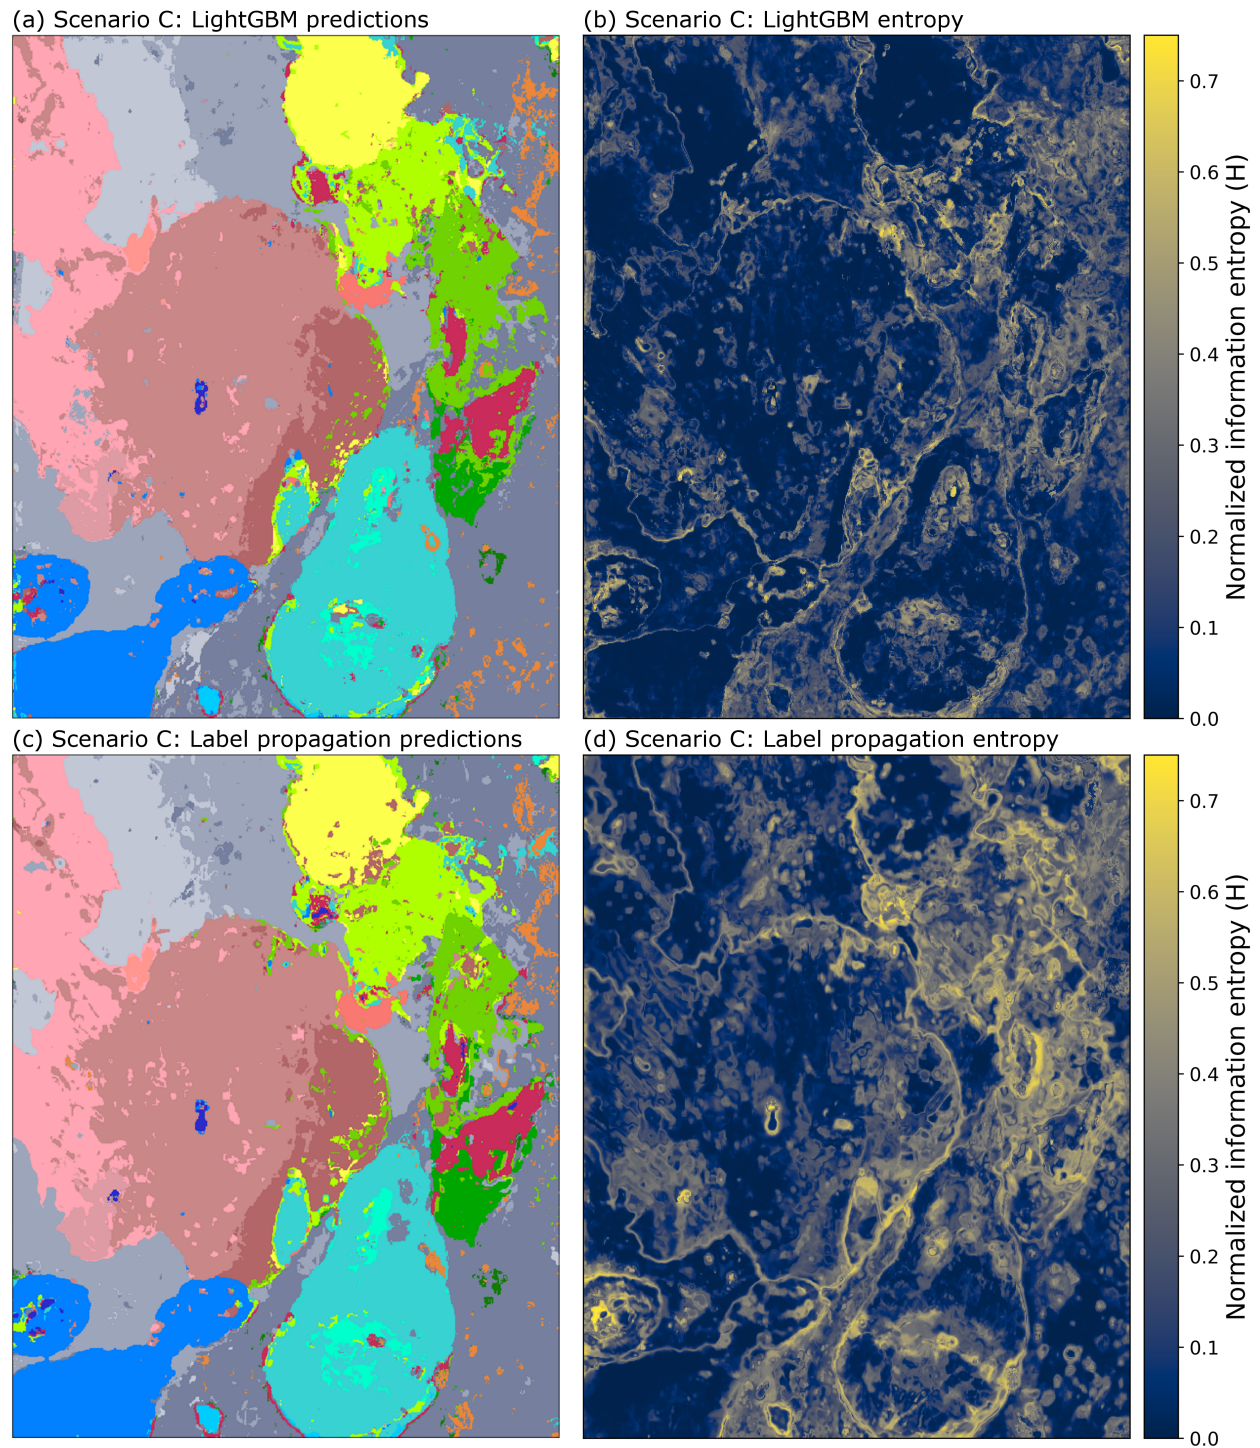 (a) Scenario C: LightGBM predictions
(b) Scenario C: LightGBM entropy
0.7
0.6
0.5
0.4
0.3
0.2
0.1
0.0
Normalized information entropy (H)
(c) Scenario C: Label propagation predictions
(d) Scenario C: Label propagation entropy
0.7
0.6
0.5
0.4
0.3
0.2
0.1
0.0
Normalized information entropy (H)